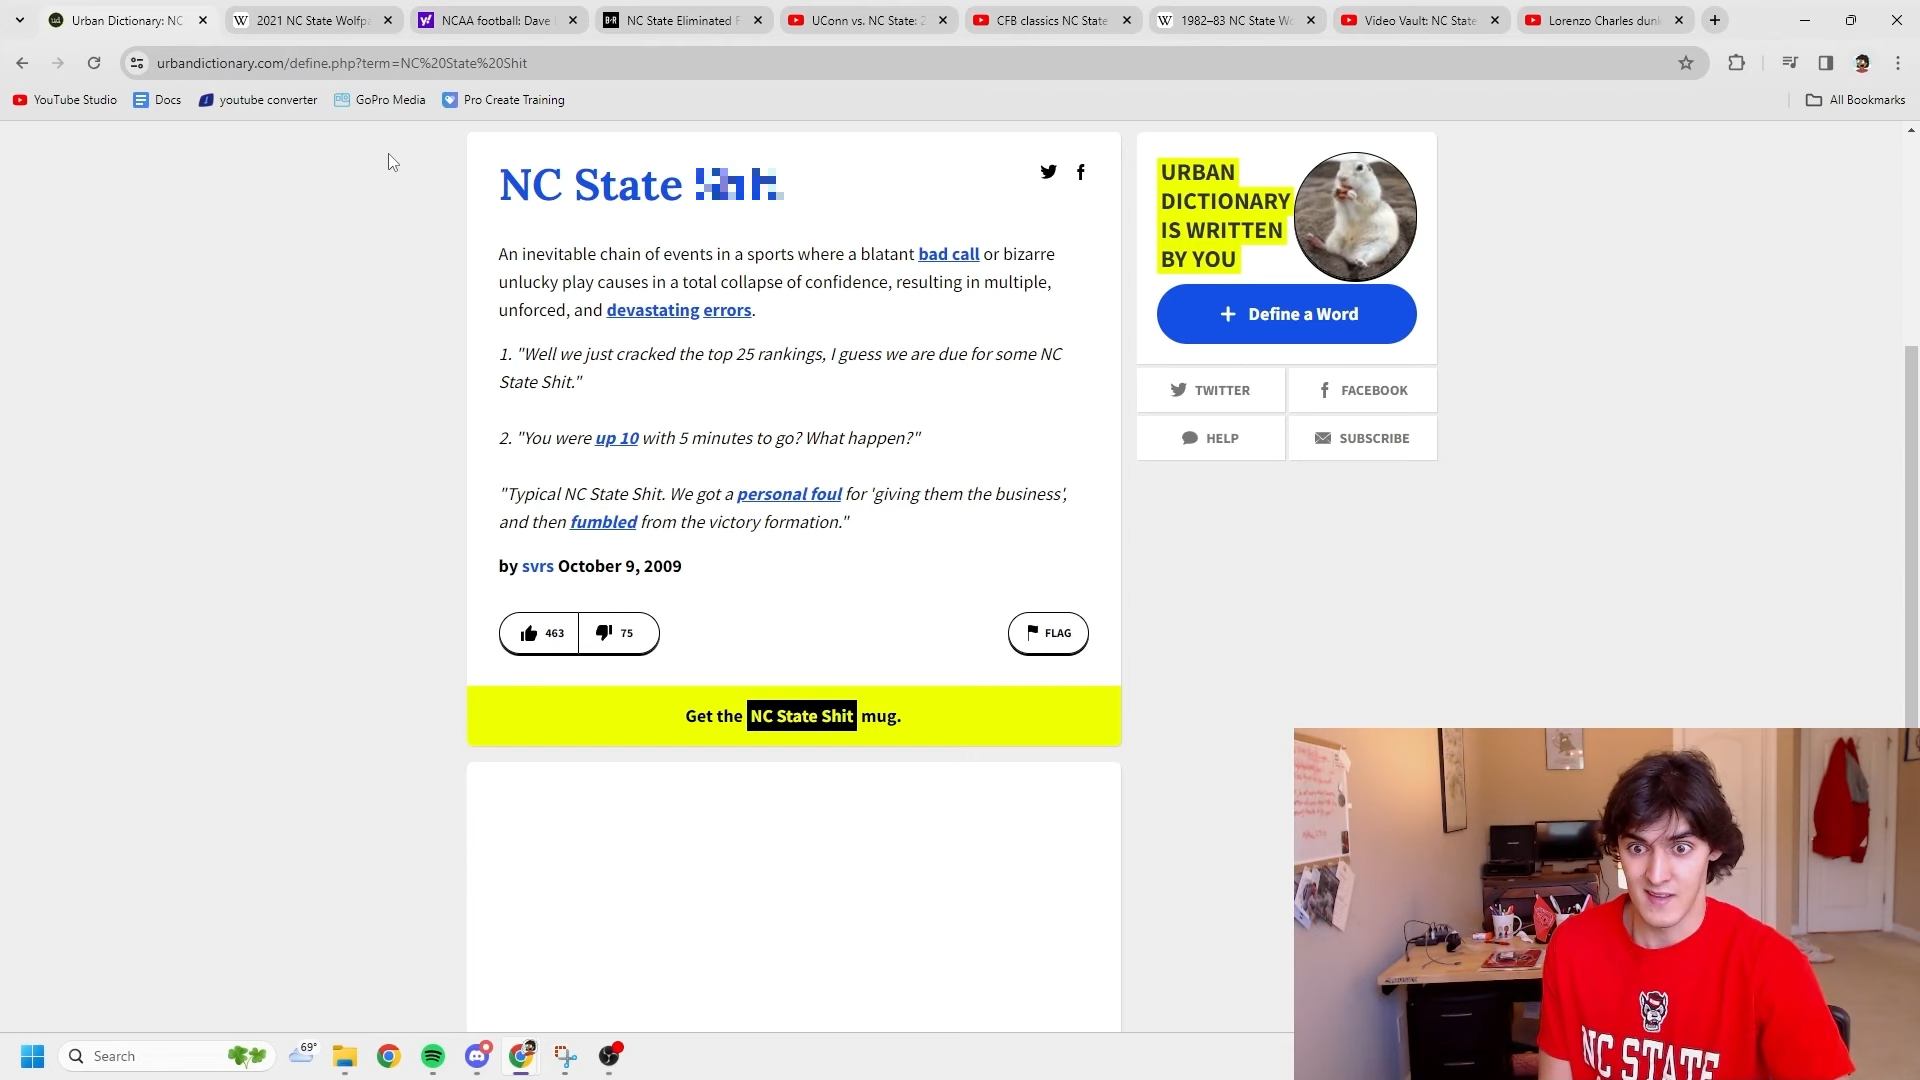 Urban Dictionary: NC
2021 NC State Wolfpa
NCAA football: Dave
NC State Eliminated F
UConn vs. NC State: 2
CFB classics NC State
1982–83 NC State Wo
Video Vault: NC State
Lorenzo Charles dunk
urbandictionary.com/define.php?term=NC%20State%20Shit
YouTube Studio
Docs
youtube converter
GoPro Media
Pro Create Training
All Bookmarks
NC State
An inevitable chain of events in a sports where a blatant bad call or bizarre
unlucky play causes in a total collapse of confidence, resulting in multiple,
unforced, and devastating errors.
1. "Well we just cracked the top 25 rankings, I guess we are due for some NC
State Shit."
2. "You were up 10 with 5 minutes to go? What happen?"
"Typical NC State Shit. We got a personal foul for 'giving them the business',
and then fumbled from the victory formation."
by svrs October 9, 2009
463
75
FLAG
Get the NC State Shit mug.
URBAN
DICTIONARY
IS WRITTEN
BY YOU
+ Define a Word
TWITTER
FACEBOOK
HELP
SUBSCRIBE
NC STATE
Search
69°